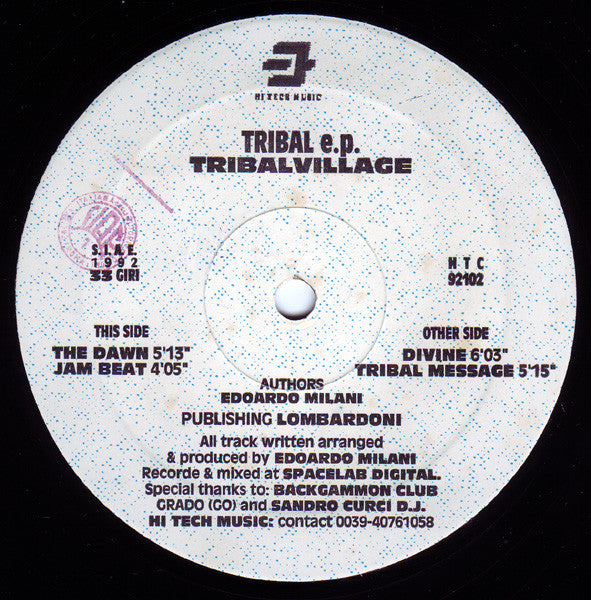 HI TECH MUSIC
TRIBAL e.p.
TRIBALVILLAGE
S.I.A.E.
1992
33 GIRI
H T C
92102
THIS SIDE
THE DAWN 5'13"
JAM BEAT 4'05"
OTHER SIDE
DIVINE 6'03"
TRIBAL MESSAGE 5'15"
AUTHORS
EDOARDO MILANI
PUBLISHING LOMBARDONI
All track written arranged
& produced by EDOARDO MILANI
Recorde & mixed at SPACELAB DIGITAL.
Special thanks to: BACKGAMMON CLUB
GRADO (GO) and SANDRO CURCI D.J.
HI TECH MUSIC: contact 0039-40761058